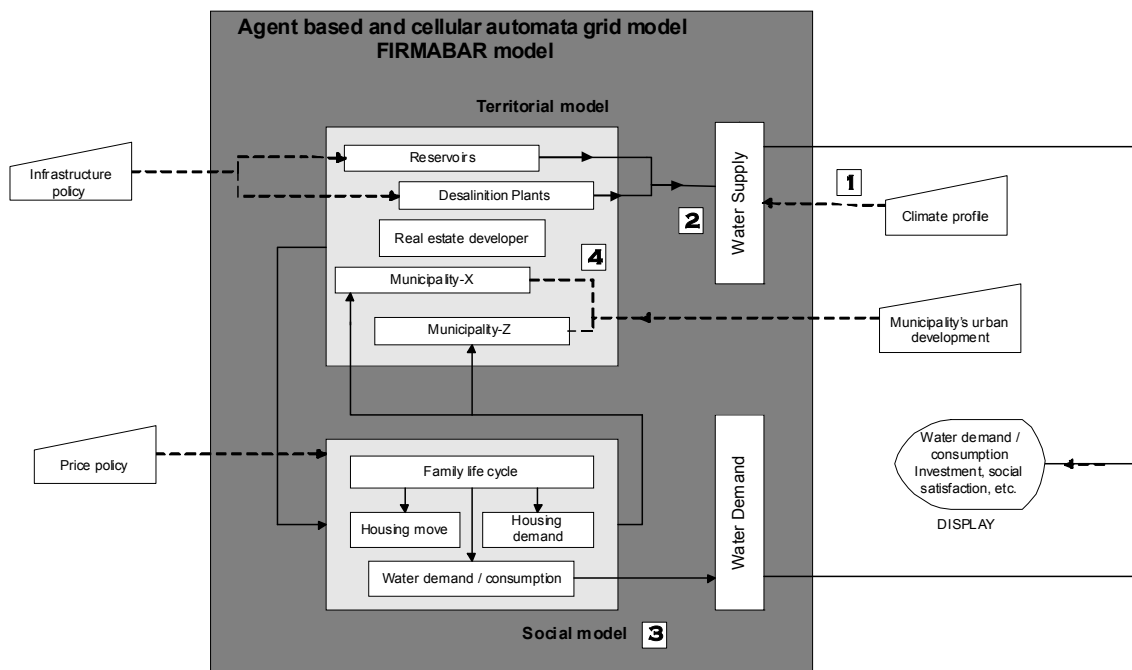 Agent based and cellular automata grid model
FIRMABAR model
Territorial model
Infrastructure
policy
Reservoirs
Desalinition Plants
Real estate developer
Municipality-X
Municipality-Z
4
2
Water Supply
1
Climate profile
Municipality's urban
development
Price policy
Family life cycle
Housing move
Housing
demand
Water demand / consumption
Water Demand
Water demand /
consumption
Investment, social
satisfaction, etc.
DISPLAY
Social model
3